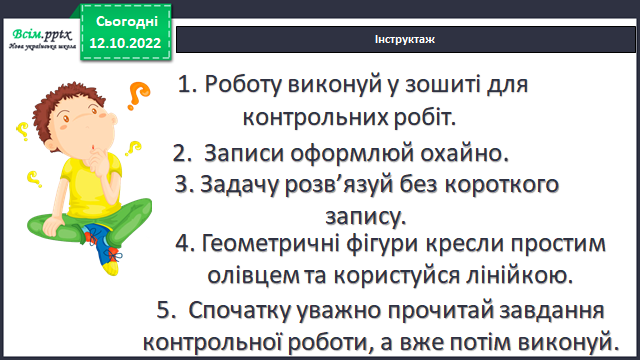 Всім.pptx
Нова українська школа
Сьогодні
12.10.2022
Інструктаж
1. Роботу виконуй у зошиті для
контрольних робіт.
2. Записи оформлюй охайно.
3. Задачу розв’язуй без короткого
запису.
4. Геометричні фігури кресли простим
олівцем та користуйся лінійкою.
5. Спочатку уважно прочитай завдання
контрольної роботи, а вже потім виконуй.